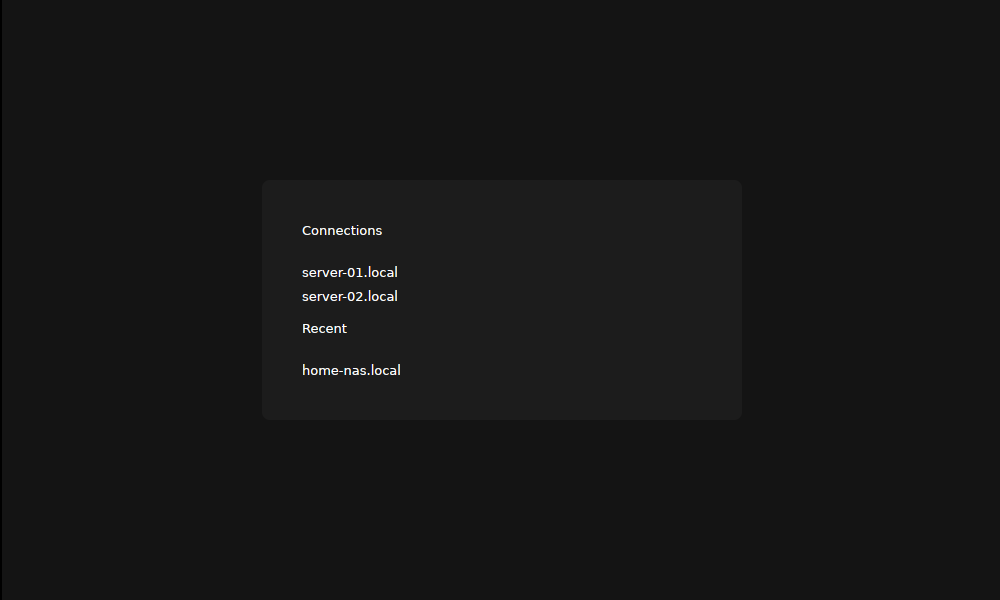 Connections
server-01.local
server-02.local
Recent
home-nas.local